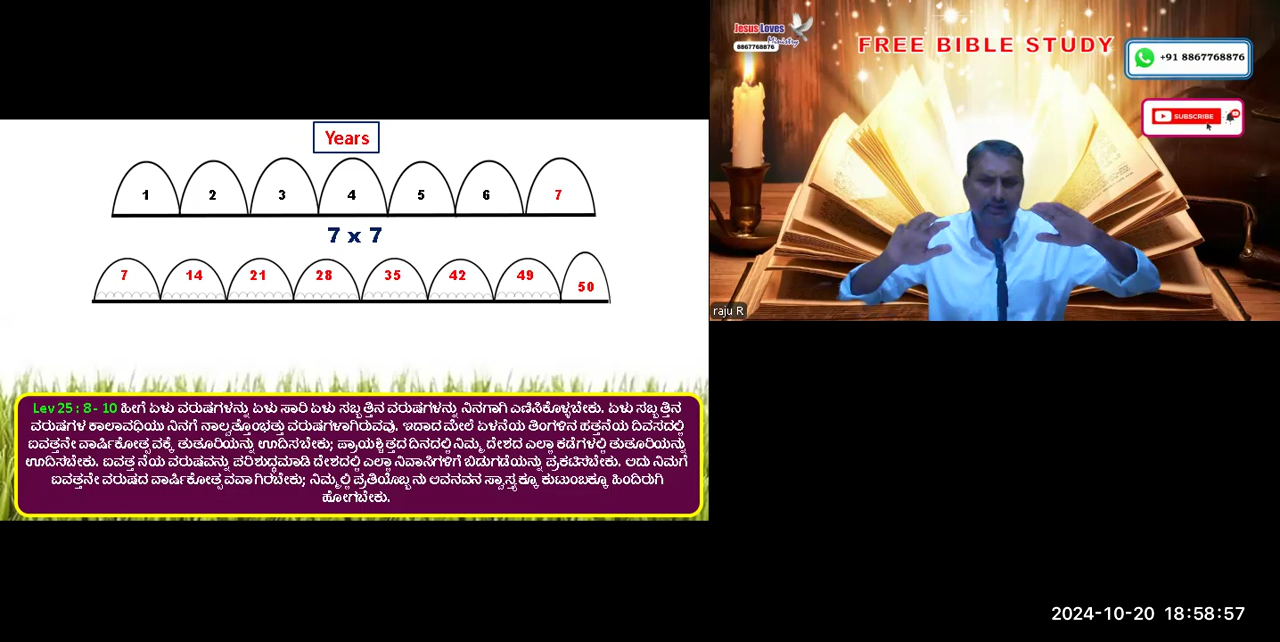 Years
1 2 3 4 5 6 7
7 x 7
7 14 21 28 35 42 49 50
Lev 25 : 8 - 10 ಹೀಗೆ ಏಳು ವರುಷಗಳನ್ನು ಏಳು ಸಾರಿ ಏಳು ಸಬ್ಬತ್ತಿನ ವರುಷಗಳನ್ನು ನಿನಗಾಗಿ ಎಣಿಸಿಕೊಳ್ಳಬೇಕು. ಏಳು ಸಬ್ಬತ್ತಿನ
ವರುಷಗಳ ಕಾಲಾವಧಿಯು ನಿನಗೆ ನಾಲ್ವತ್ತೊಂಭತ್ತು ವರುಷಗಳಾಗಿರುವವು. ಇದಾದ ಮೇಲೆ ಏಳನೆಯ ತಿಂಗಳಿನ ಹತ್ತನೆಯ ದಿವಸದಲ್ಲಿ
ಐವತ್ತನೇ ವಾರ್ಷಿಕೋತ್ಸವಕ್ಕೆ ತುತೂರಿಯನ್ನು ಊದಿಸಬೇಕು; ಪ್ರಾಯಶ್ಚಿತ್ತದ ದಿನದಲ್ಲಿ ನಿಮ್ಮ ದೇಶದ ಎಲ್ಲಾ ಕಡೆಗಳಲ್ಲಿ ತುತೂರಿಯನ್ನು
ಊದಿಸಬೇಕು. ಐವತ್ತನೆಯ ವರುಷವನ್ನು ಪರಿಶುದ್ಧಮಾಡಿ ದೇಶದಲ್ಲಿ ಎಲ್ಲಾ ನಿವಾಸಿಗಳಿಗೆ ಬಿಡುಗಡೆಯನ್ನು ಪ್ರಕಟಿಸಬೇಕು. ಅದು ನಿಮಗೆ
ಐವತ್ತನೇ ವರುಷದ ವಾರ್ಷಿಕೋತ್ಸವವಾಗಿರಬೇಕು; ನಿಮ್ಮಲ್ಲಿ ಪ್ರತಿಯೊಬ್ಬನು ಅವನವನ ಸ್ವಾಸ್ತ್ಯಕ್ಕೂ ಕುಟುಂಬಕ್ಕೂ ಹಿಂದಿರುಗಿ
ಹೋಗಬೇಕು.
Jesus Loves
Ministry
8867768876
FREE BIBLE STUDY
+91 8867768876
SUBSCRIBE
raju R
2024-10-20 18:58:57